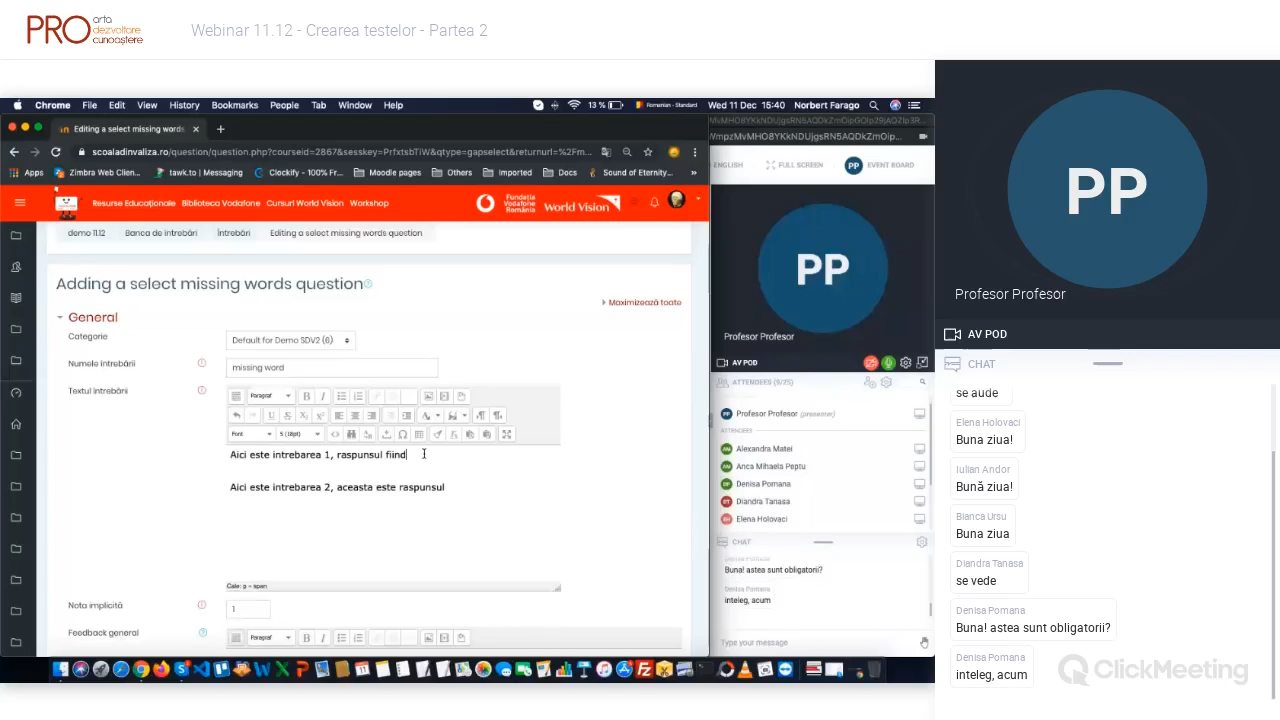 PRO arta dezvoltare cunoaștere
Webinar 11.12 - Crearea testelor - Partea 2
Chrome File Edit View History Bookmarks People Tab Window Help
13 % Romanian - Standard Wed 11 Dec 15:40 Norbert Farago
Editing a select missing words
scoaladinvaliza.ro/question/question.php?courseid=2867&sesskey=PrfxtsbTiW&qtype=gapselect&returnurl=%2Fm...
Apps Zimbra Web Clien... tawk.to | Messaging Clockify - 100% Fr... Moodle pages Others Imported Docs Sound of Eternity... »
Resurse Educaționale Biblioteca Vodafone Cursuri World Vision Workshop
Fundația Vodafone România World Vision
demo 11.12 Banca de întrebări Întrebări Editing a select missing words question
Adding a select missing words question
Maximizează toate
General
Categorie Default for Demo SDV2 (6)
Numele întrebării missing word
Textul întrebării
Paragraf
Font 5 (18pt)
Aici este intrebarea 1, raspunsul fiind
Aici este intrebarea 2, aceasta este raspunsul
Cale: p » span
Nota implicită 1
Feedback general Paragraf
ENGLISH FULL SCREEN PP EVENT BOARD
PP
Profesor Profesor
AV POD
ATTENDEES (9/25)
PP Profesor Profesor (presenter)
ATTENDEES
Alexandra Matei
Anca Mihaela Peptu
Denisa Pomana
Diandra Tanasa
Elena Holovaci
CHAT
Buna! astea sunt obligatorii?
Denisa Pomana
inteleg, acum
Type your message
PP
Profesor Profesor
AV POD
CHAT
se aude
Elena Holovaci
Buna ziua!
Iulian Andor
Bună ziua!
Bianca Ursu
Buna ziua
Diandra Tanasa
se vede
Denisa Pomana
Buna! astea sunt obligatorii?
Denisa Pomana
inteleg, acum
ClickMeeting